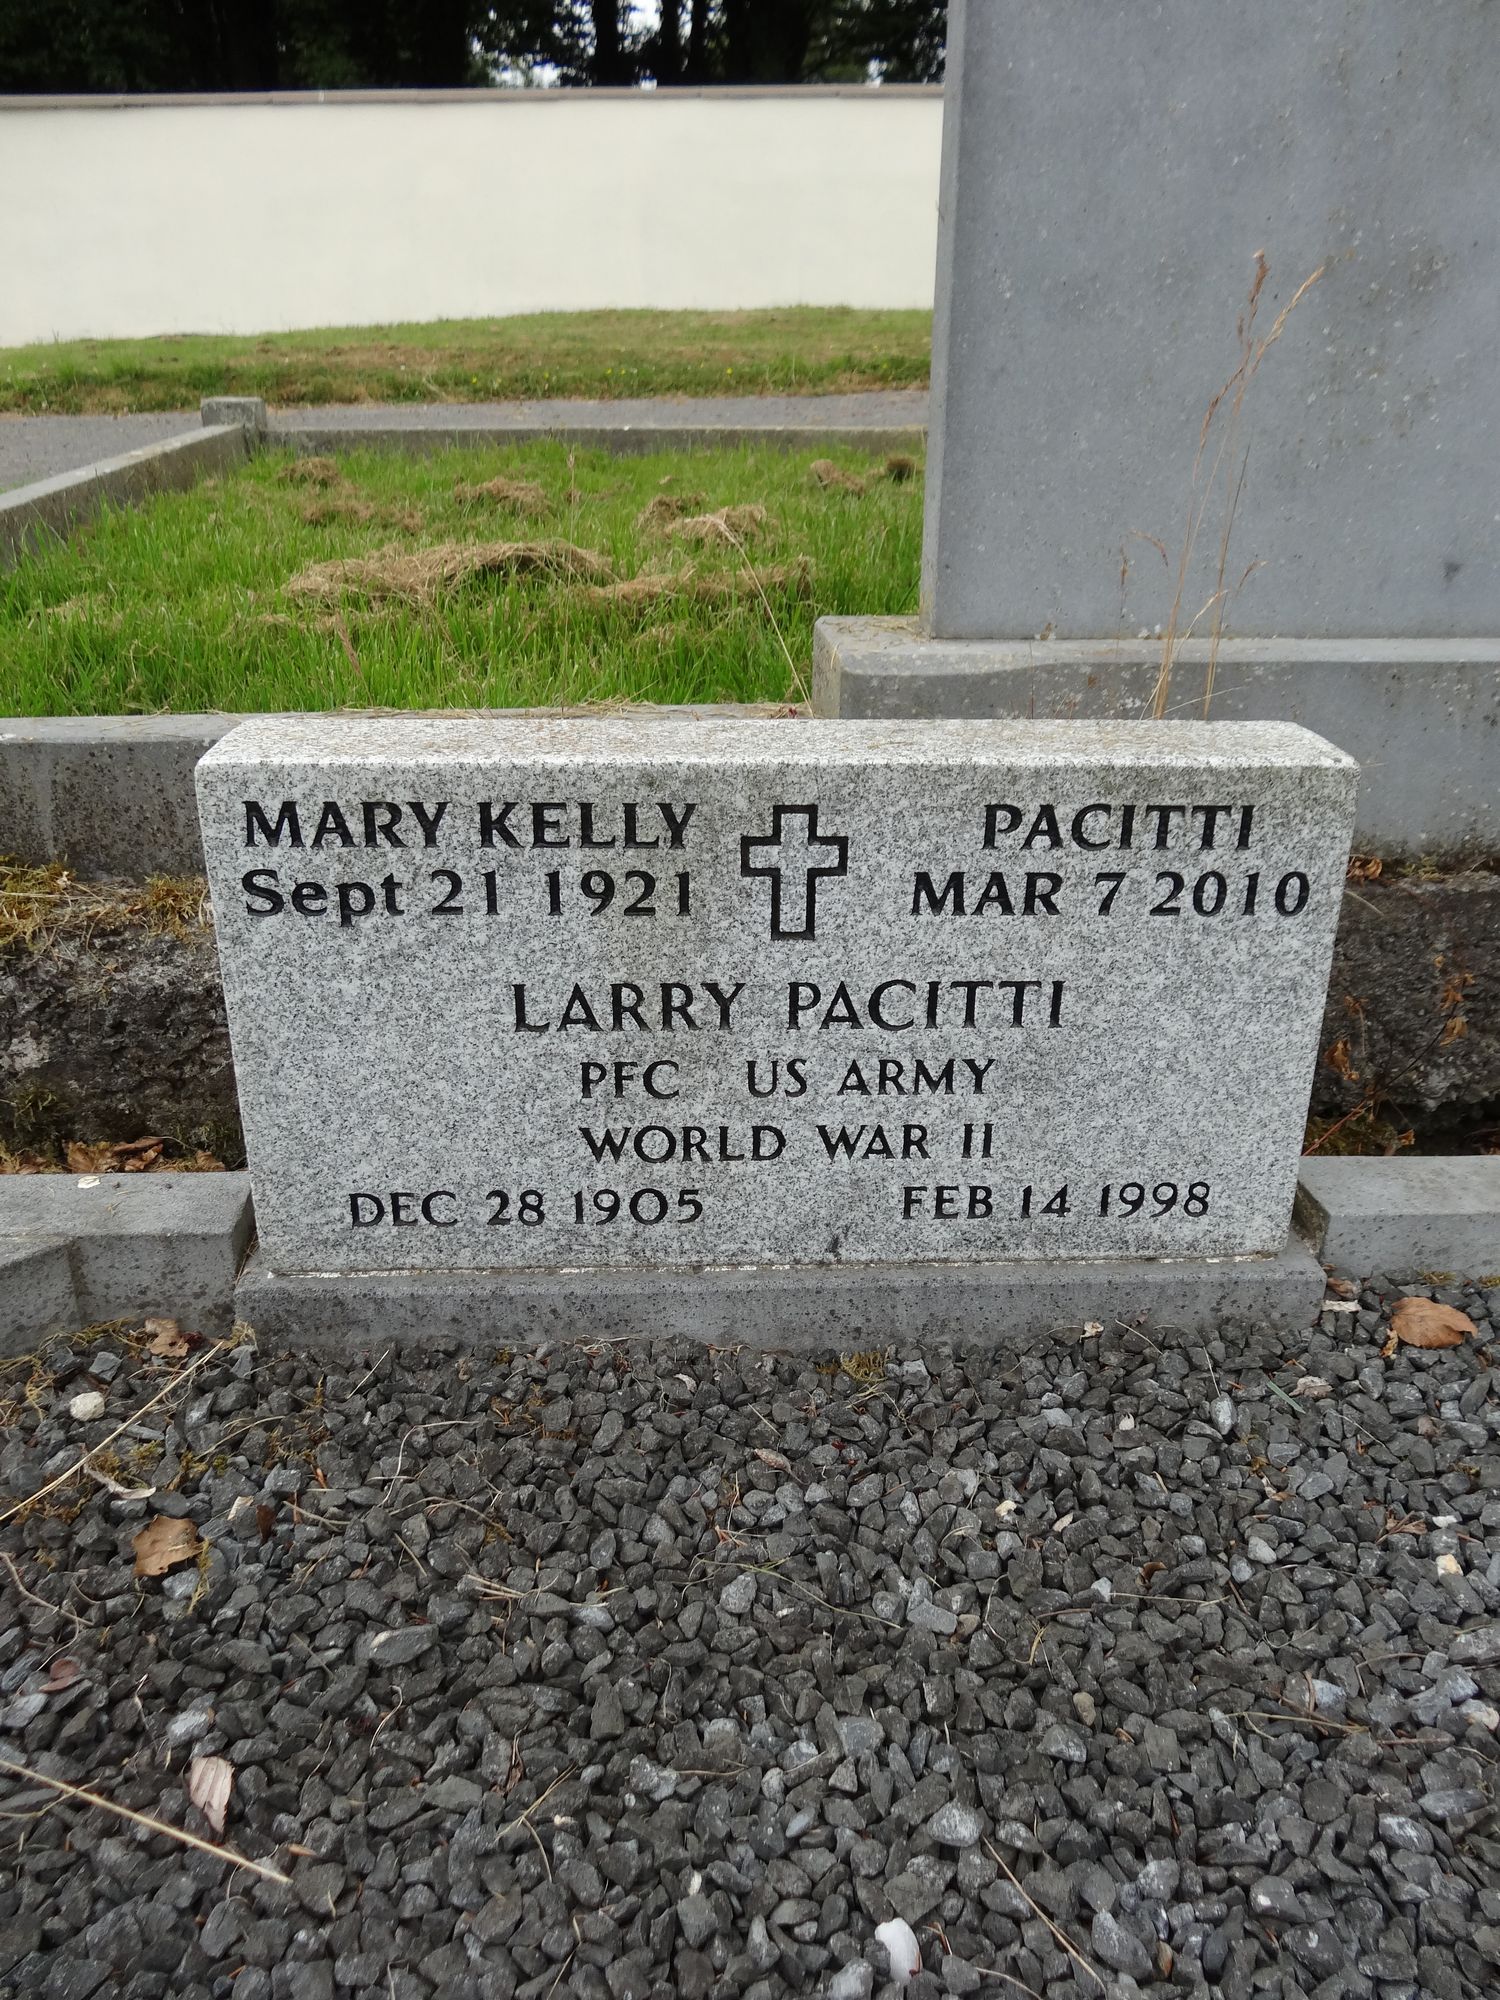 MARY KELLY PACITTI
Sept 21 1921 MAR 7 2010
LARRY PACITTI
PFC US ARMY
WORLD WAR II
DEC 28 1905 FEB 14 1998